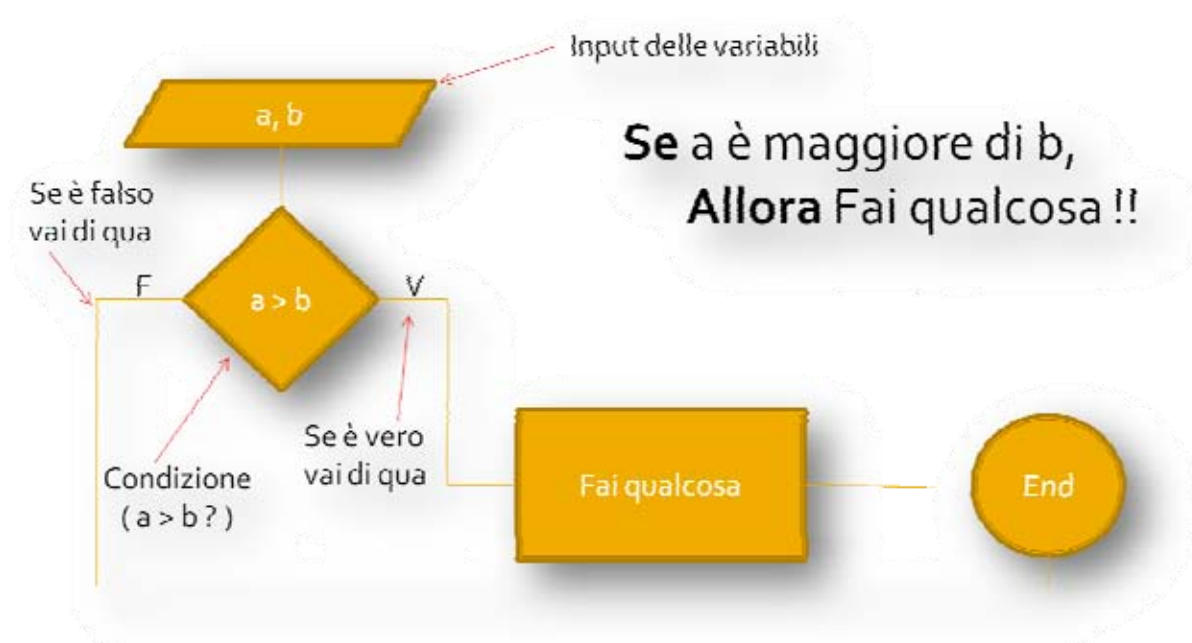 Input delle variabili
a, b
Se a è maggiore di b,
Allora Fai qualcosa !!
Se è falso
vai di qua
F
a > b
V
Se è vero
vai di qua
Condizione
( a > b ? )
Fai qualcosa
End